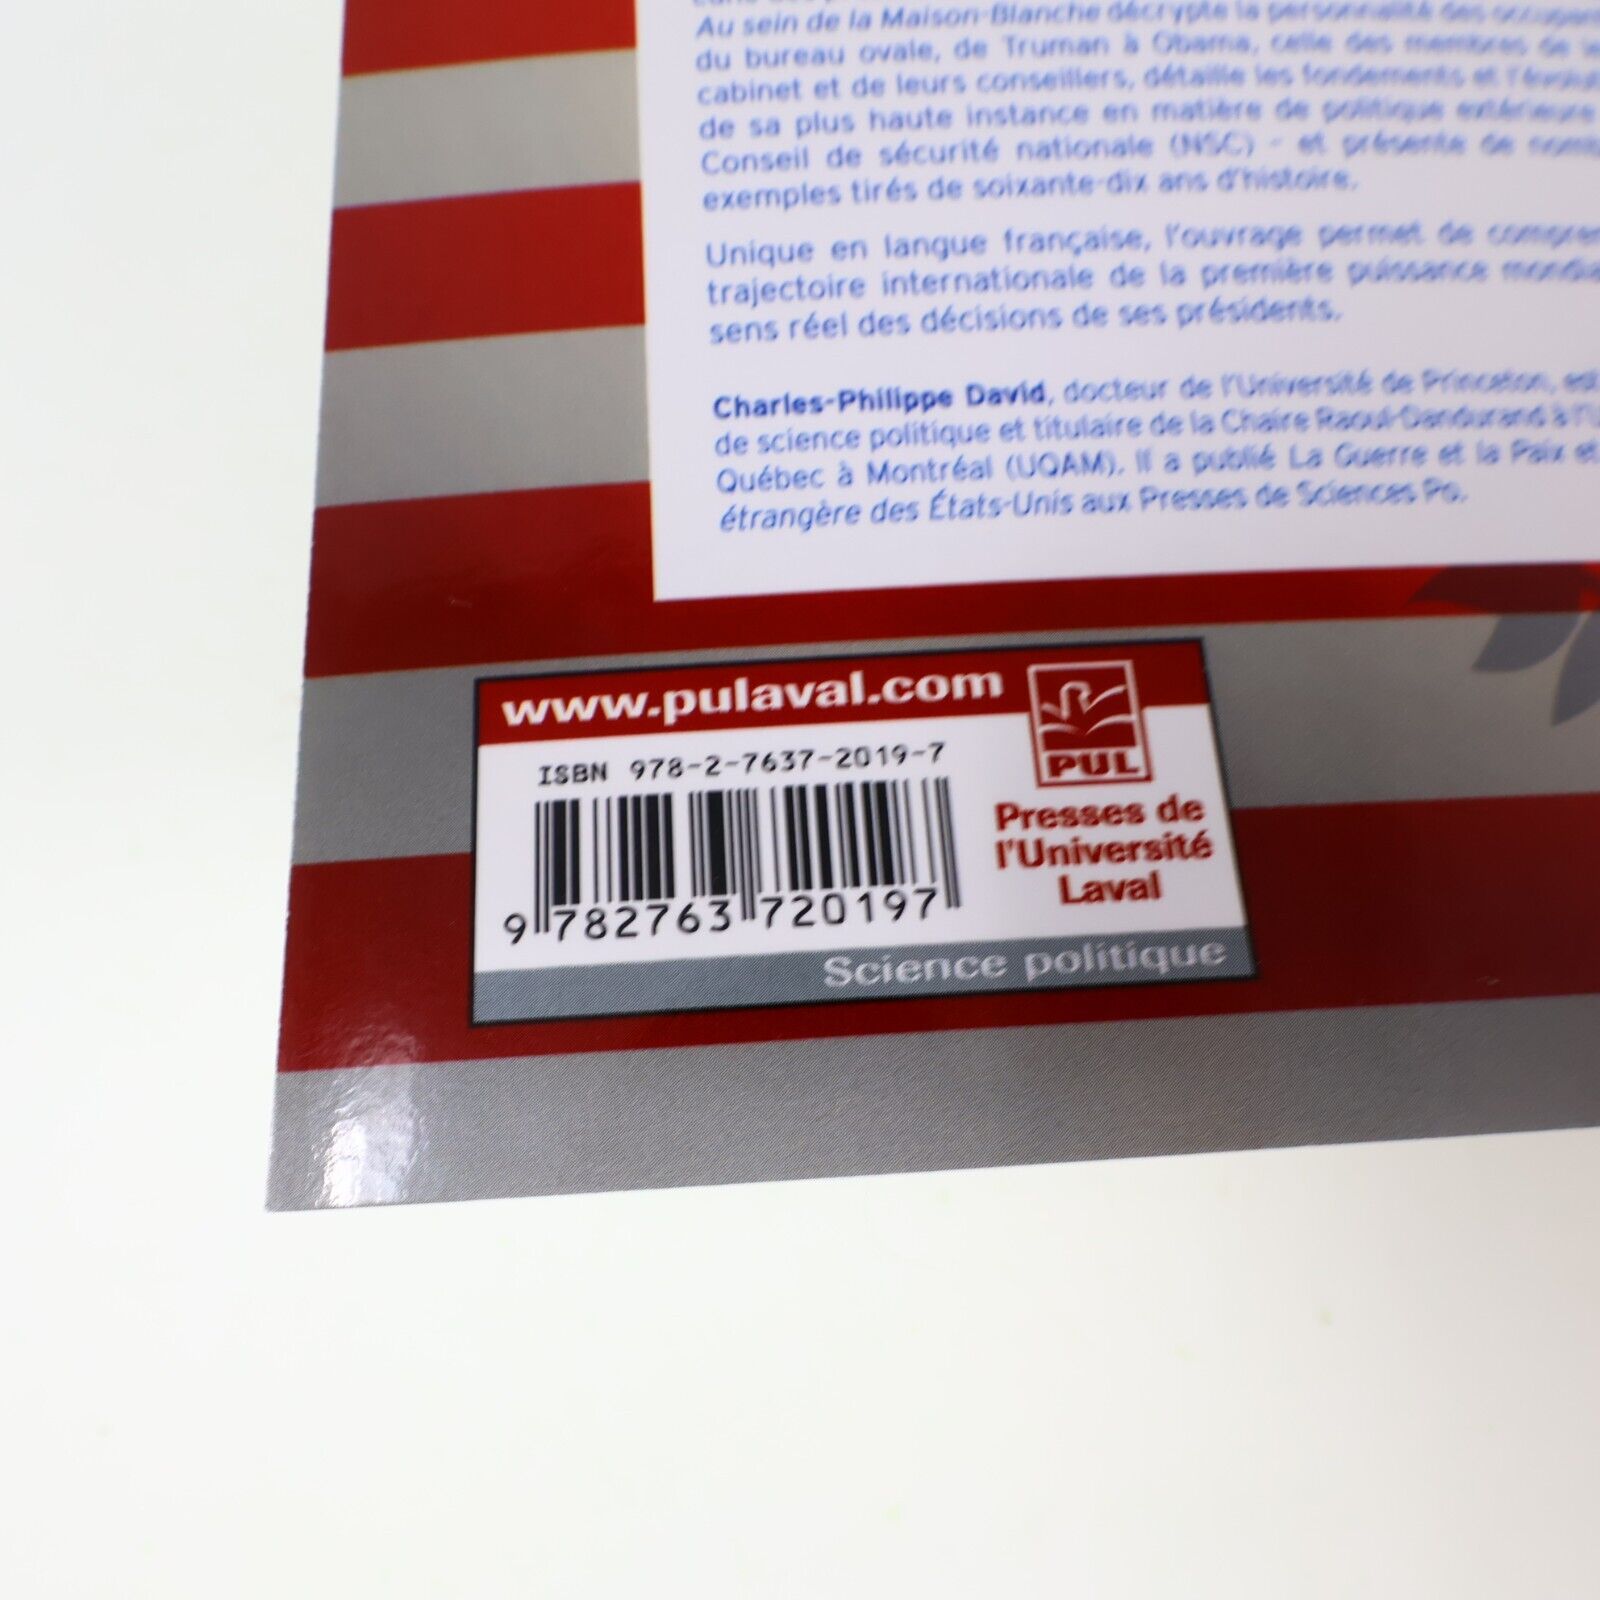 Au sein de la Maison-Blanche décrypte la personnalité des
du bureau ovale, de Truman à Obama, celle des membres de
cabinet et de leurs conseillers, détaille les fondements et
de sa plus haute instance en matière de politique extérieure
Conseil de sécurité nationale (NSC) - et présente de
exemples tirés de soixante-dix ans d'histoire.
Unique en langue française, l'ouvrage permet de
trajectoire internationale de la première puissance
sens réel des décisions de ses présidents.
Charles-Philippe David, docteur de l'Université de Princeton,
de science politique et titulaire de la Chaire Raoul-Dandurand à
Québec à Montréal (UQAM). Il a publié La Guerre et la Paix et
étrangère des États-Unis aux Presses de Sciences Po.
www.pulaval.com
PUL
ISBN 978-2-7637-2019-7
Presses de
l'Université
Laval
9 782763 720197
Science politique